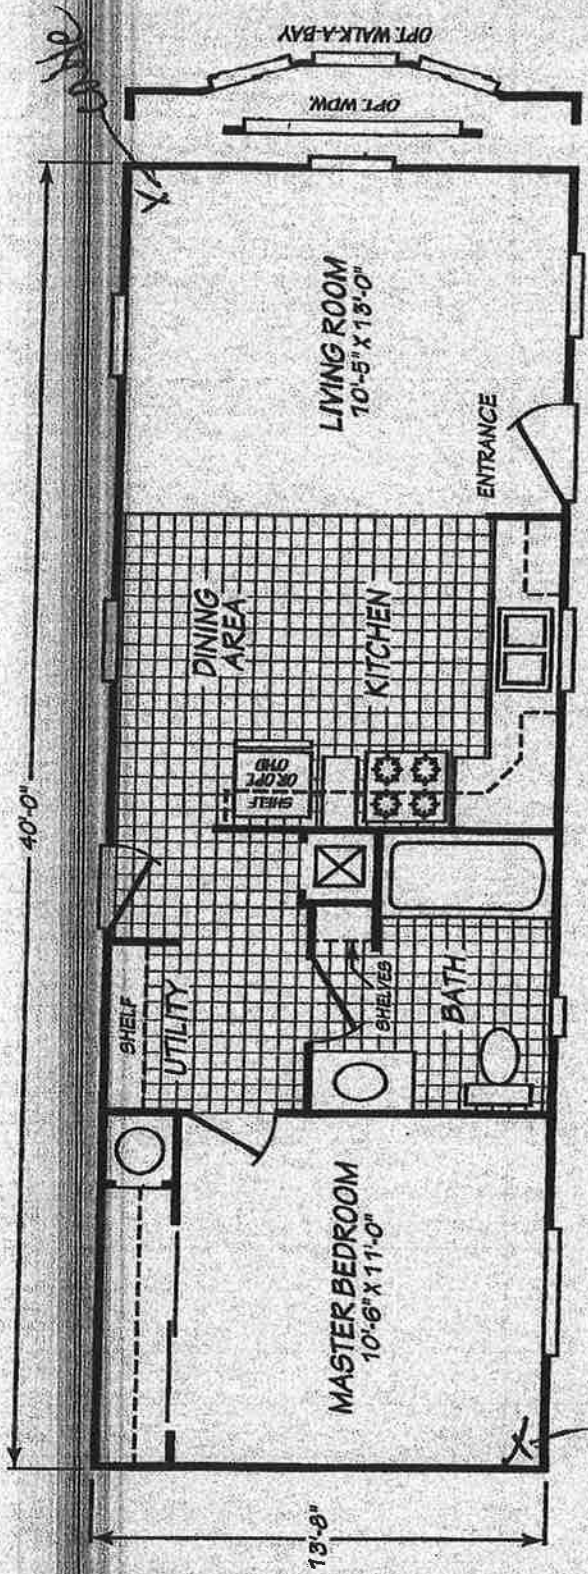 40'-0"
13'-8"
MASTER BEDROOM
10'-6" X 11'-0"
SHELF
UTILITY
SHELVES
BATH
SHELF
OR OPT.
O'HD
DINING
AREA
KITCHEN
LIVING ROOM
10'-5" X 13'-0"
ENTRANCE
OPT. WDW.
OPT. WALK-A-BAY
X
X